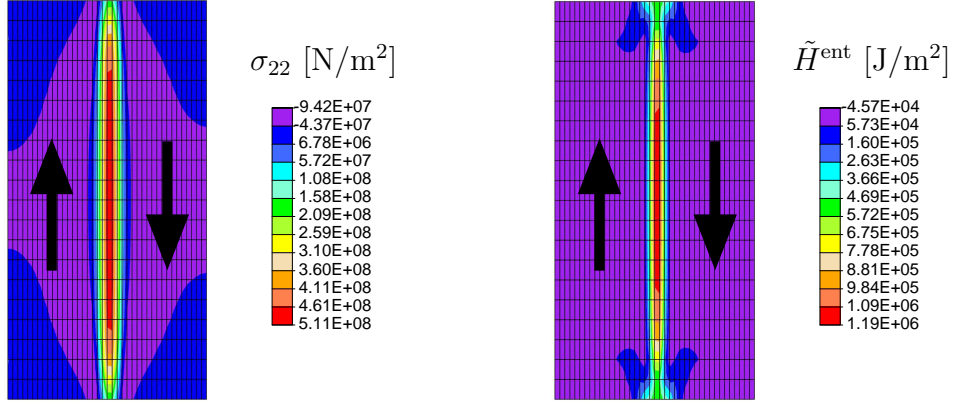 σ₂₂ [N/m²]
-9.42E+07
-4.37E+07
6.78E+06
5.72E+07
1.08E+08
1.58E+08
2.09E+08
2.59E+08
3.10E+08
3.60E+08
4.11E+08
4.61E+08
5.11E+08
H̃ᵉⁿᵗ [J/m²]
-4.57E+04
5.73E+04
1.60E+05
2.63E+05
3.66E+05
4.69E+05
5.72E+05
6.75E+05
7.78E+05
8.81E+05
9.84E+05
1.09E+06
1.19E+06